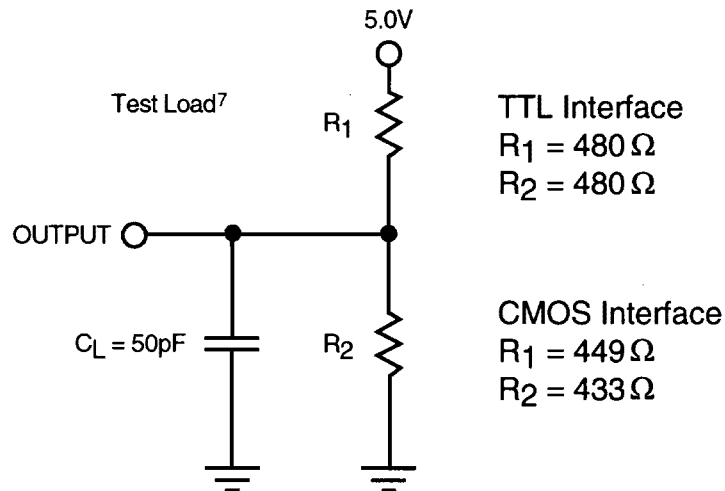 5.0V
Test Load7
R1
TTL Interface
R1 = 480 Ω
R2 = 480 Ω
OUTPUT
CL = 50pF
R2
CMOS Interface
R1 = 449 Ω
R2 = 433 Ω